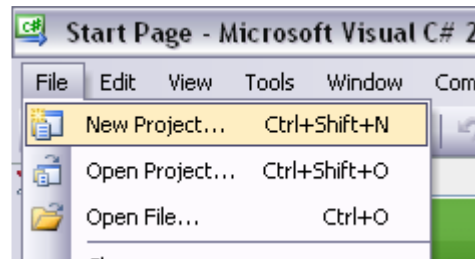 Start Page - Microsoft Visual C# 2
File Edit View Tools Window Com
New Project... Ctrl+Shift+N
Open Project... Ctrl+Shift+O
Open File... Ctrl+O